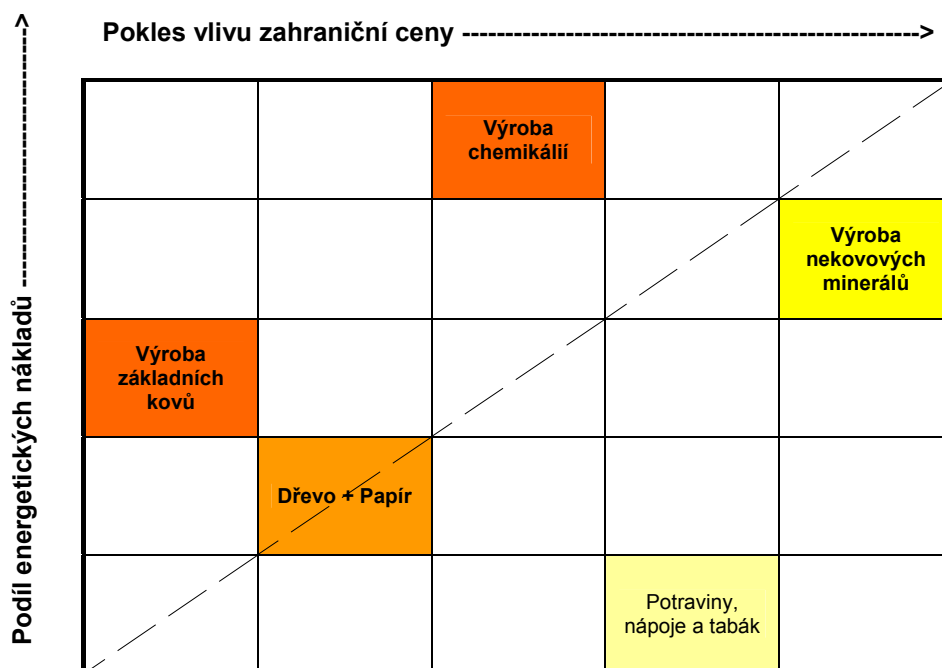 Pokles vlivu zahraniční ceny ---------------------------------------------------->
Podíl energetických nákladů ------------------------------>
Výroba
chemikálií
Výroba
nekovových
minerálů
Výroba
základních
kovů
Dřevo + Papír
Potraviny,
nápoje a tabák